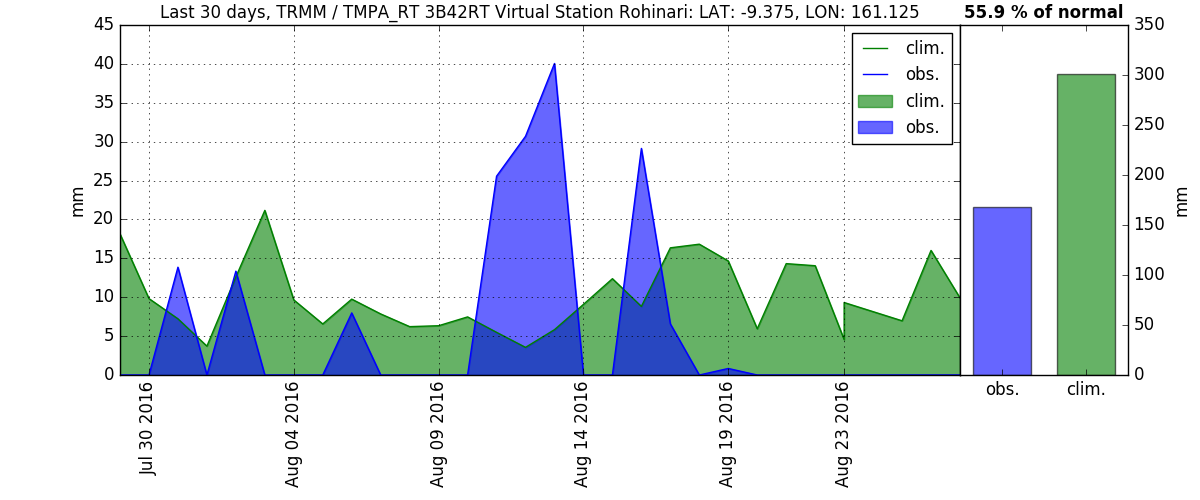 Last 30 days, TRMM / TMPA_RT 3B42RT Virtual Station Rohinari: LAT: -9.375, LON: 161.125
55.9 % of normal
45
40
35
30
25
20
15
10
5
0
mm
clim.
obs.
clim.
obs.
350
300
250
200
150
100
50
0
mm
Jul 30 2016
Aug 04 2016
Aug 09 2016
Aug 14 2016
Aug 19 2016
Aug 23 2016
obs.
clim.